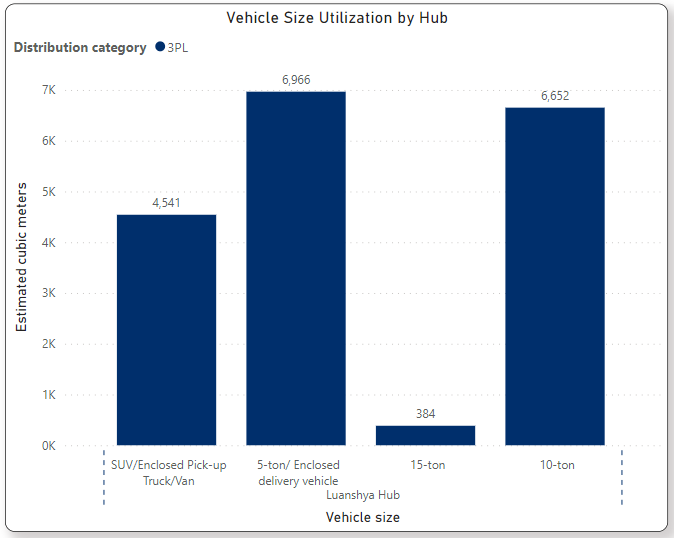 Vehicle Size Utilization by Hub
Distribution category 3PL
Estimated cubic meters
7K
6K
5K
4K
3K
2K
1K
0K
4,541
6,966
384
6,652
SUV/Enclosed Pick-up
Truck/Van
5-ton/ Enclosed
delivery vehicle
15-ton
10-ton
Luanshya Hub
Vehicle size